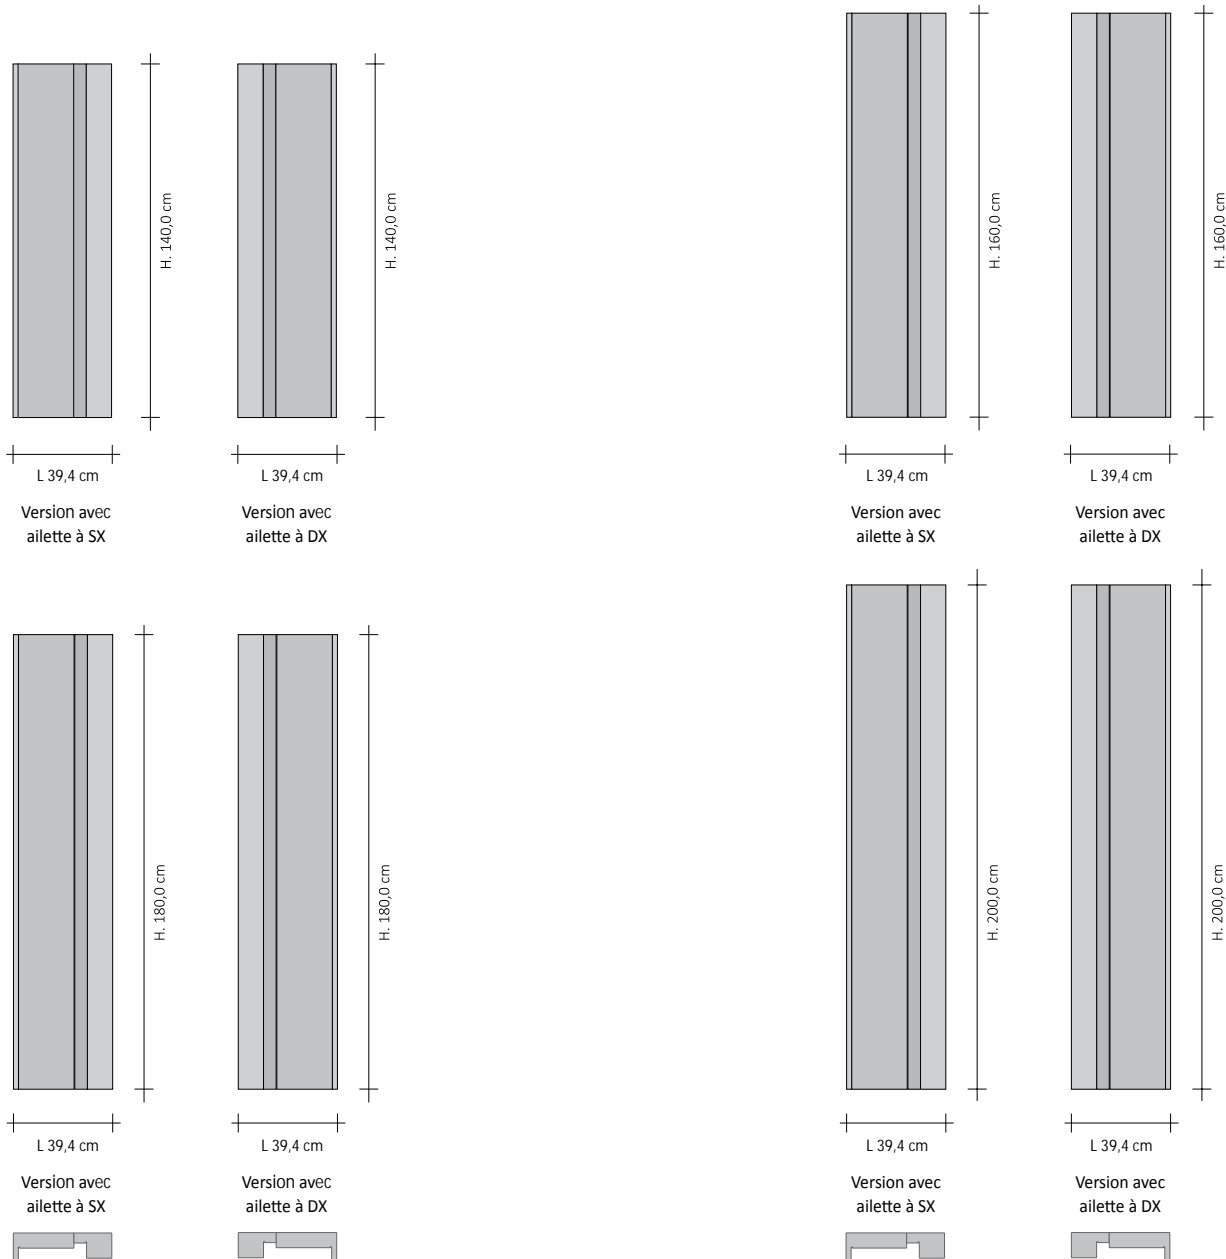 H. 140,0 cm
H. 140,0 cm
H. 160,0 cm
H. 160,0 cm
L 39,4 cm
L 39,4 cm
L 39,4 cm
L 39,4 cm
Version avec
ailette à SX
Version avec
ailette à DX
Version avec
ailette à SX
Version avec
ailette à DX
H. 180,0 cm
H. 180,0 cm
H. 200,0 cm
H. 200,0 cm
L 39,4 cm
L 39,4 cm
L 39,4 cm
L 39,4 cm
Version avec
ailette à SX
Version avec
ailette à DX
Version avec
ailette à SX
Version avec
ailette à DX